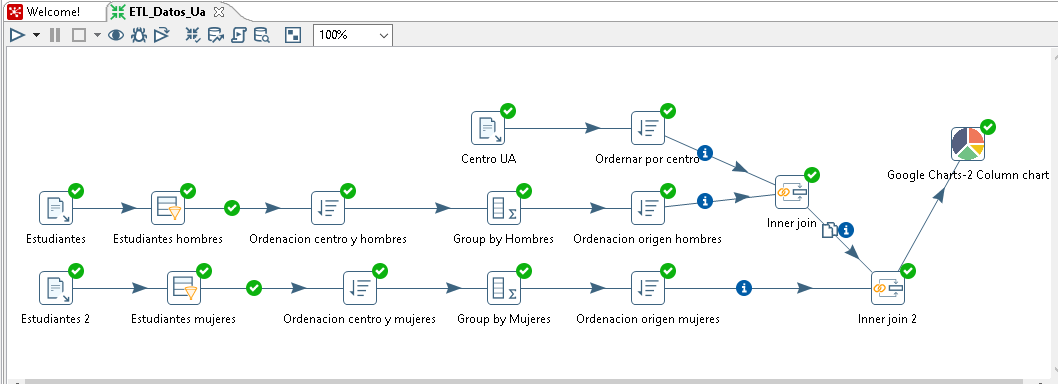 Welcome!
ETL_Datos_Ua
100%
Centro UA
Ordernar por centro
Google Charts-2 Column chart
Estudiantes
Estudiantes hombres
Ordenacion centro y hombres
Group by Hombres
Ordenacion origen hombres
Inner join
Estudiantes 2
Estudiantes mujeres
Ordenacion centro y mujeres
Group by Mujeres
Ordenacion origen mujeres
Inner join 2